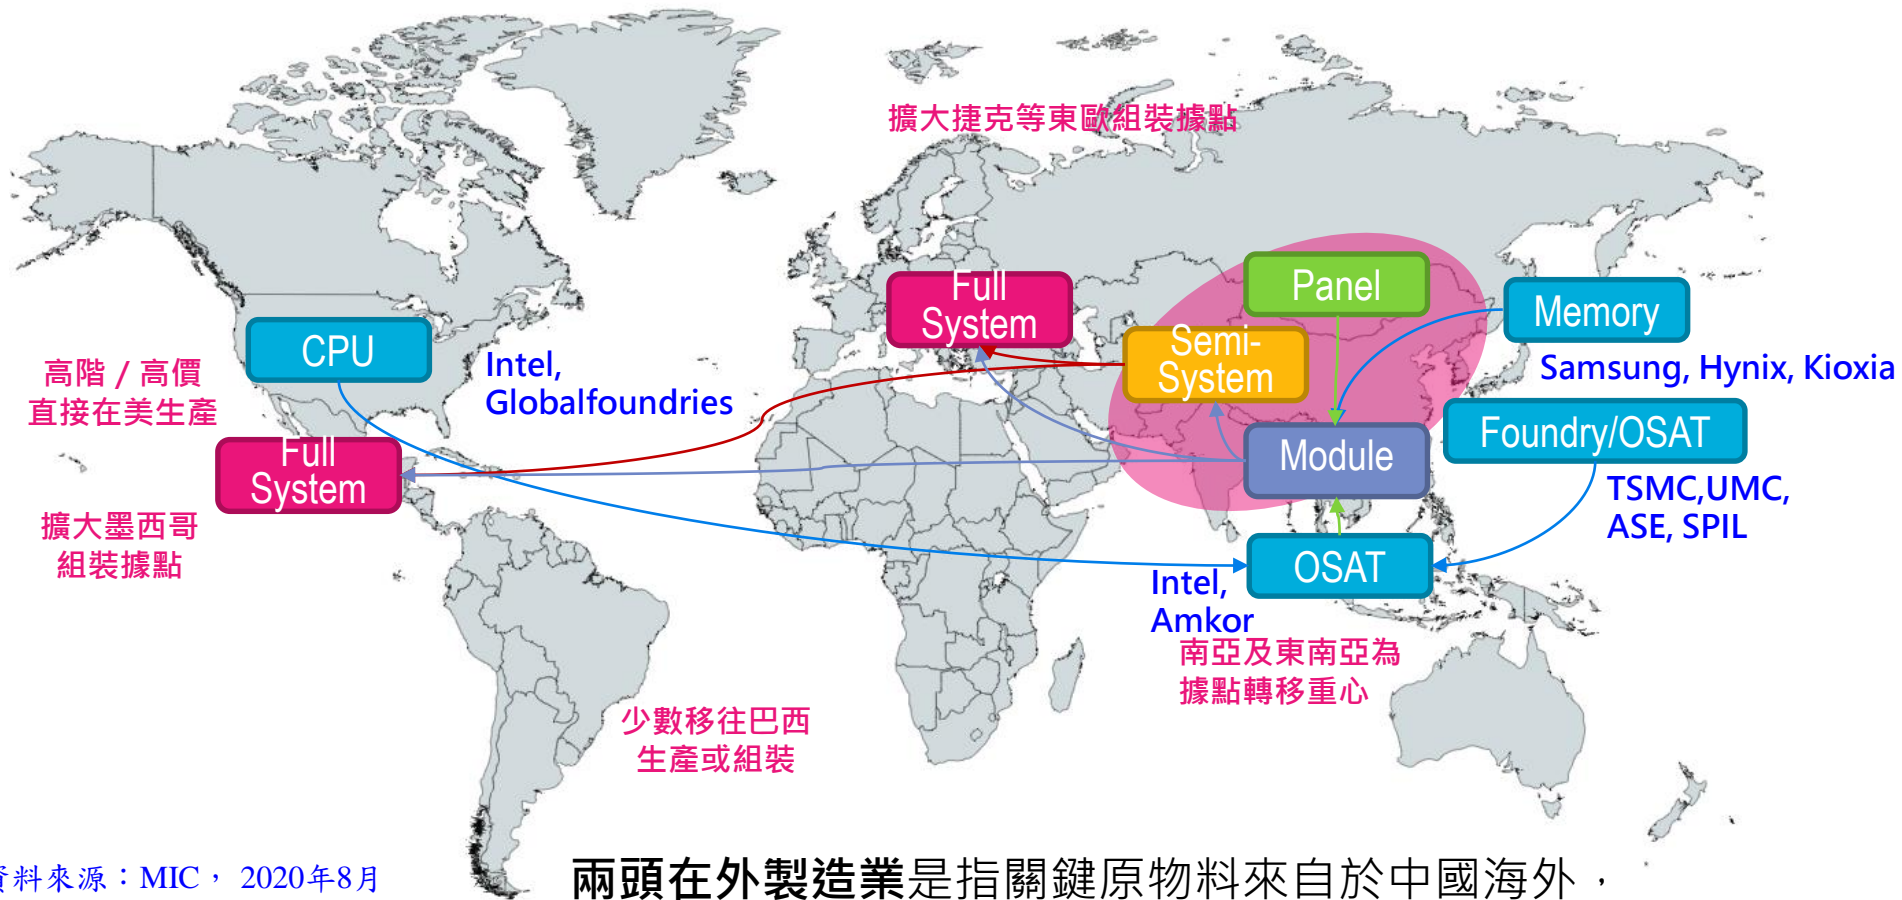 擴大捷克等東歐組裝據點
Full
System
Panel
Memory
Samsung, Hynix, Kioxia
CPU
Intel,
Globalfoundries
高階 / 高價
直接在美生產
Semi-
System
Foundry/OSAT
TSMC,UMC,
ASE, SPIL
Full
System
Module
擴大墨西哥
組裝據點
OSAT
Intel,
Amkor
南亞及東南亞為
據點轉移重心
少數移往巴西
生產或組裝
資料來源：MIC， 2020年8月
兩頭在外製造業是指關鍵原物料來自於中國海外，